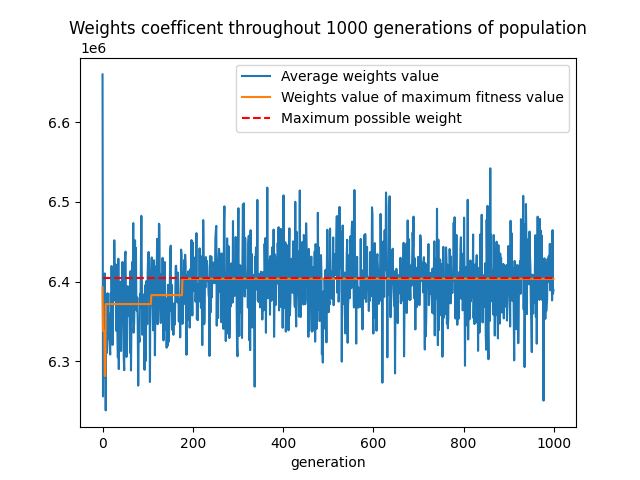 Weights coefficent throughout 1000 generations of population
1e6
Average weights value
Weights value of maximum fitness value
Maximum possible weight
6.6
6.5
6.4
6.3
0 200 400 600 800 1000
generation